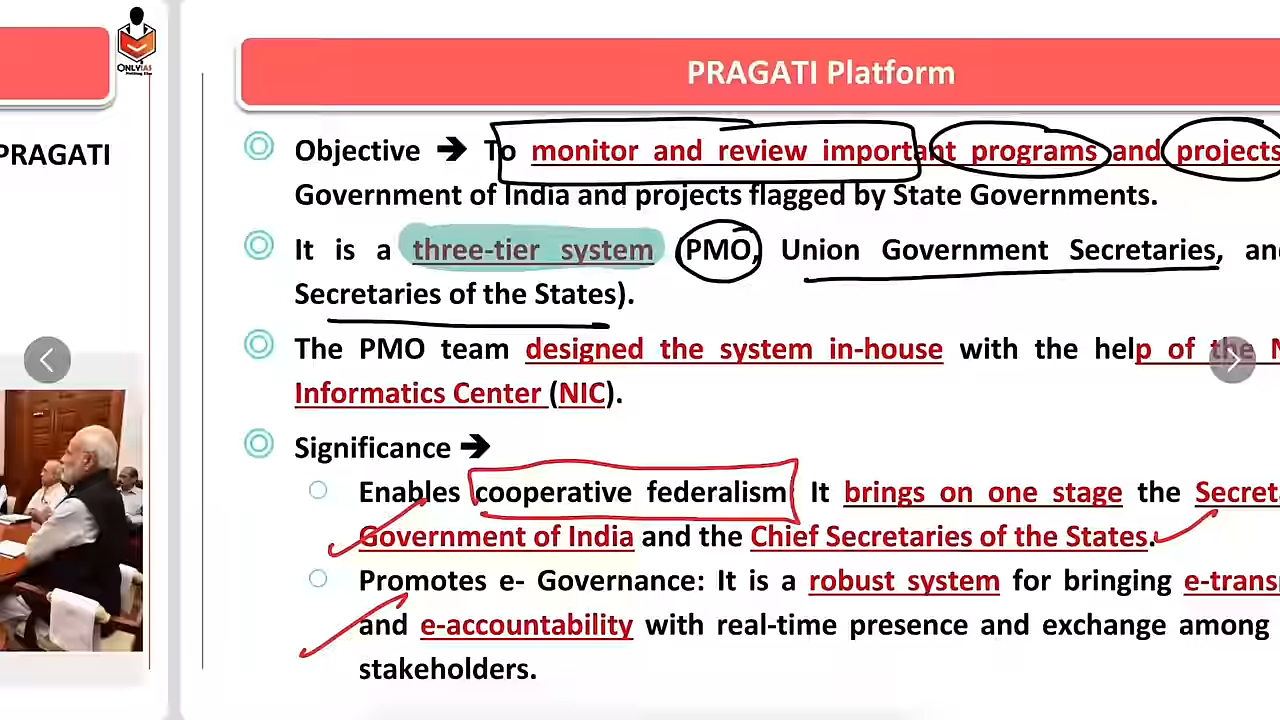 ONLYIAS
PRAGATI
PRAGATI Platform
Objective ➔ To monitor and review important programs and projects
Government of India and projects flagged by State Governments.
It is a three-tier system (PMO, Union Government Secretaries, and
Secretaries of the States).
The PMO team designed the system in-house with the help of the N
Informatics Center (NIC).
Significance ➔
Enables cooperative federalism: It brings on one stage the Secret
Government of India and the Chief Secretaries of the States.
Promotes e- Governance: It is a robust system for bringing e-transp
and e-accountability with real-time presence and exchange among
stakeholders.